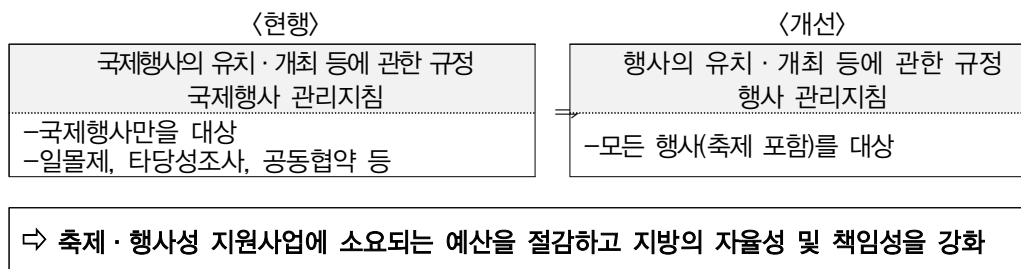 〈현행〉
〈개선〉
국제행사의 유치·개최 등에 관한 규정
국제행사 관리지침
-국제행사만을 대상
-일몰제, 타당성조사, 공동협약 등
⇒
행사의 유치·개최 등에 관한 규정
행사 관리지침
-모든 행사(축제 포함)를 대상
⇨ 축제·행사성 지원사업에 소요되는 예산을 절감하고 지방의 자율성 및 책임성을 강화